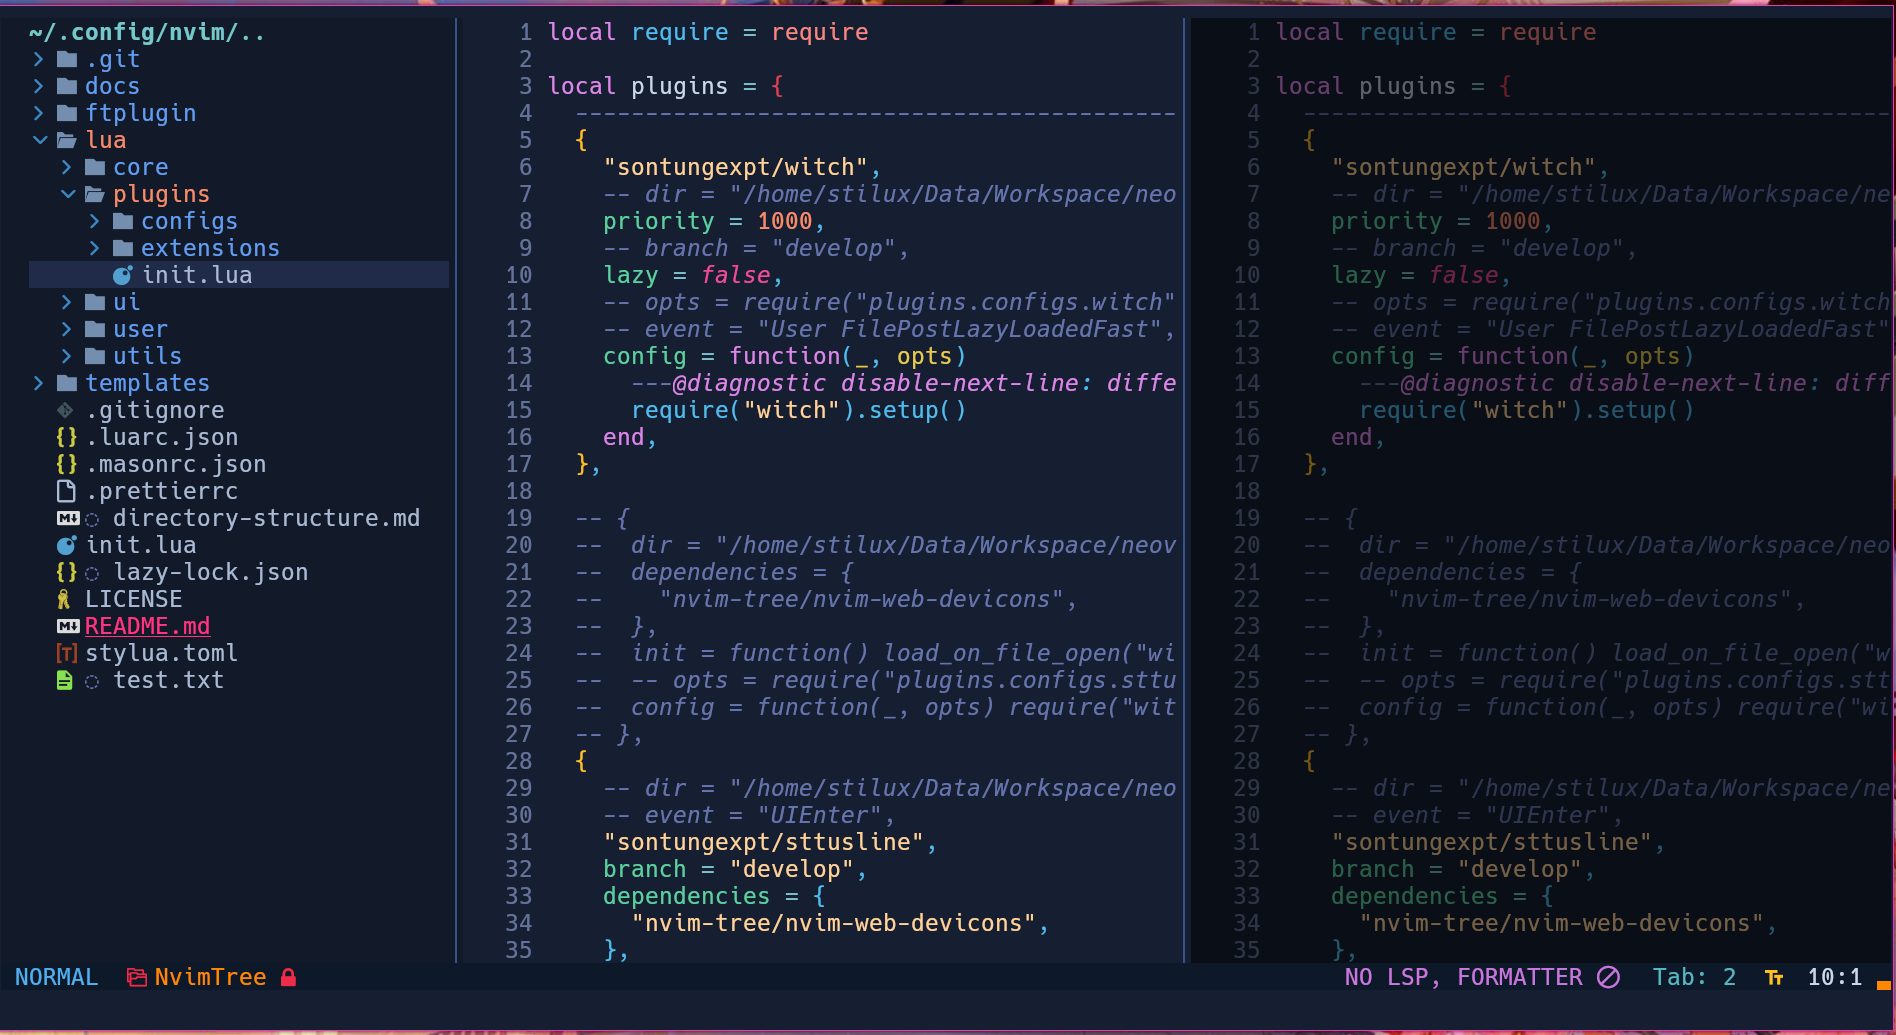 ~/.config/nvim/..
.git
docs
ftplugin
lua
core
plugins
configs
extensions
init.lua
ui
user
utils
templates
.gitignore
{} .luarc.json
{} .masonrc.json
.prettierrc
M↓ directory-structure.md
init.lua
{} lazy-lock.json
LICENSE
M↓ README.md
[T] stylua.toml
test.txt
1 local require = require
2
3 local plugins = {
4 -------------------------------------------
5 {
6 "sontungexpt/witch",
7 -- dir = "/home/stilux/Data/Workspace/neo
8 priority = 1000,
9 -- branch = "develop",
10 lazy = false,
11 -- opts = require("plugins.configs.witch"
12 -- event = "User FilePostLazyLoadedFast",
13 config = function(_, opts)
14 ---@diagnostic disable-next-line: diffe
15 require("witch").setup()
16 end,
17 },
18
19 -- {
20 --  dir = "/home/stilux/Data/Workspace/neov
21 --  dependencies = {
22 --    "nvim-tree/nvim-web-devicons",
23 --  },
24 --  init = function() load_on_file_open("wi
25 --  -- opts = require("plugins.configs.sttu
26 --  config = function(_, opts) require("wit
27 -- },
28 {
29 -- dir = "/home/stilux/Data/Workspace/neo
30 -- event = "UIEnter",
31 "sontungexpt/sttusline",
32 branch = "develop",
33 dependencies = {
34 "nvim-tree/nvim-web-devicons",
35 },
1 local require = require
2
3 local plugins = {
4 ------------------------------------------
5 {
6 "sontungexpt/witch",
7 -- dir = "/home/stilux/Data/Workspace/ne
8 priority = 1000,
9 -- branch = "develop",
10 lazy = false,
11 -- opts = require("plugins.configs.witch
12 -- event = "User FilePostLazyLoadedFast"
13 config = function(_, opts)
14 ---@diagnostic disable-next-line: diff
15 require("witch").setup()
16 end,
17 },
18
19 -- {
20 --  dir = "/home/stilux/Data/Workspace/neo
21 --  dependencies = {
22 --    "nvim-tree/nvim-web-devicons",
23 --  },
24 --  init = function() load_on_file_open("w
25 --  -- opts = require("plugins.configs.stt
26 --  config = function(_, opts) require("wi
27 -- },
28 {
29 -- dir = "/home/stilux/Data/Workspace/ne
30 -- event = "UIEnter",
31 "sontungexpt/sttusline",
32 branch = "develop",
33 dependencies = {
34 "nvim-tree/nvim-web-devicons",
35 },
NORMAL NvimTree NO LSP, FORMATTER Tab: 2 TT 10:1